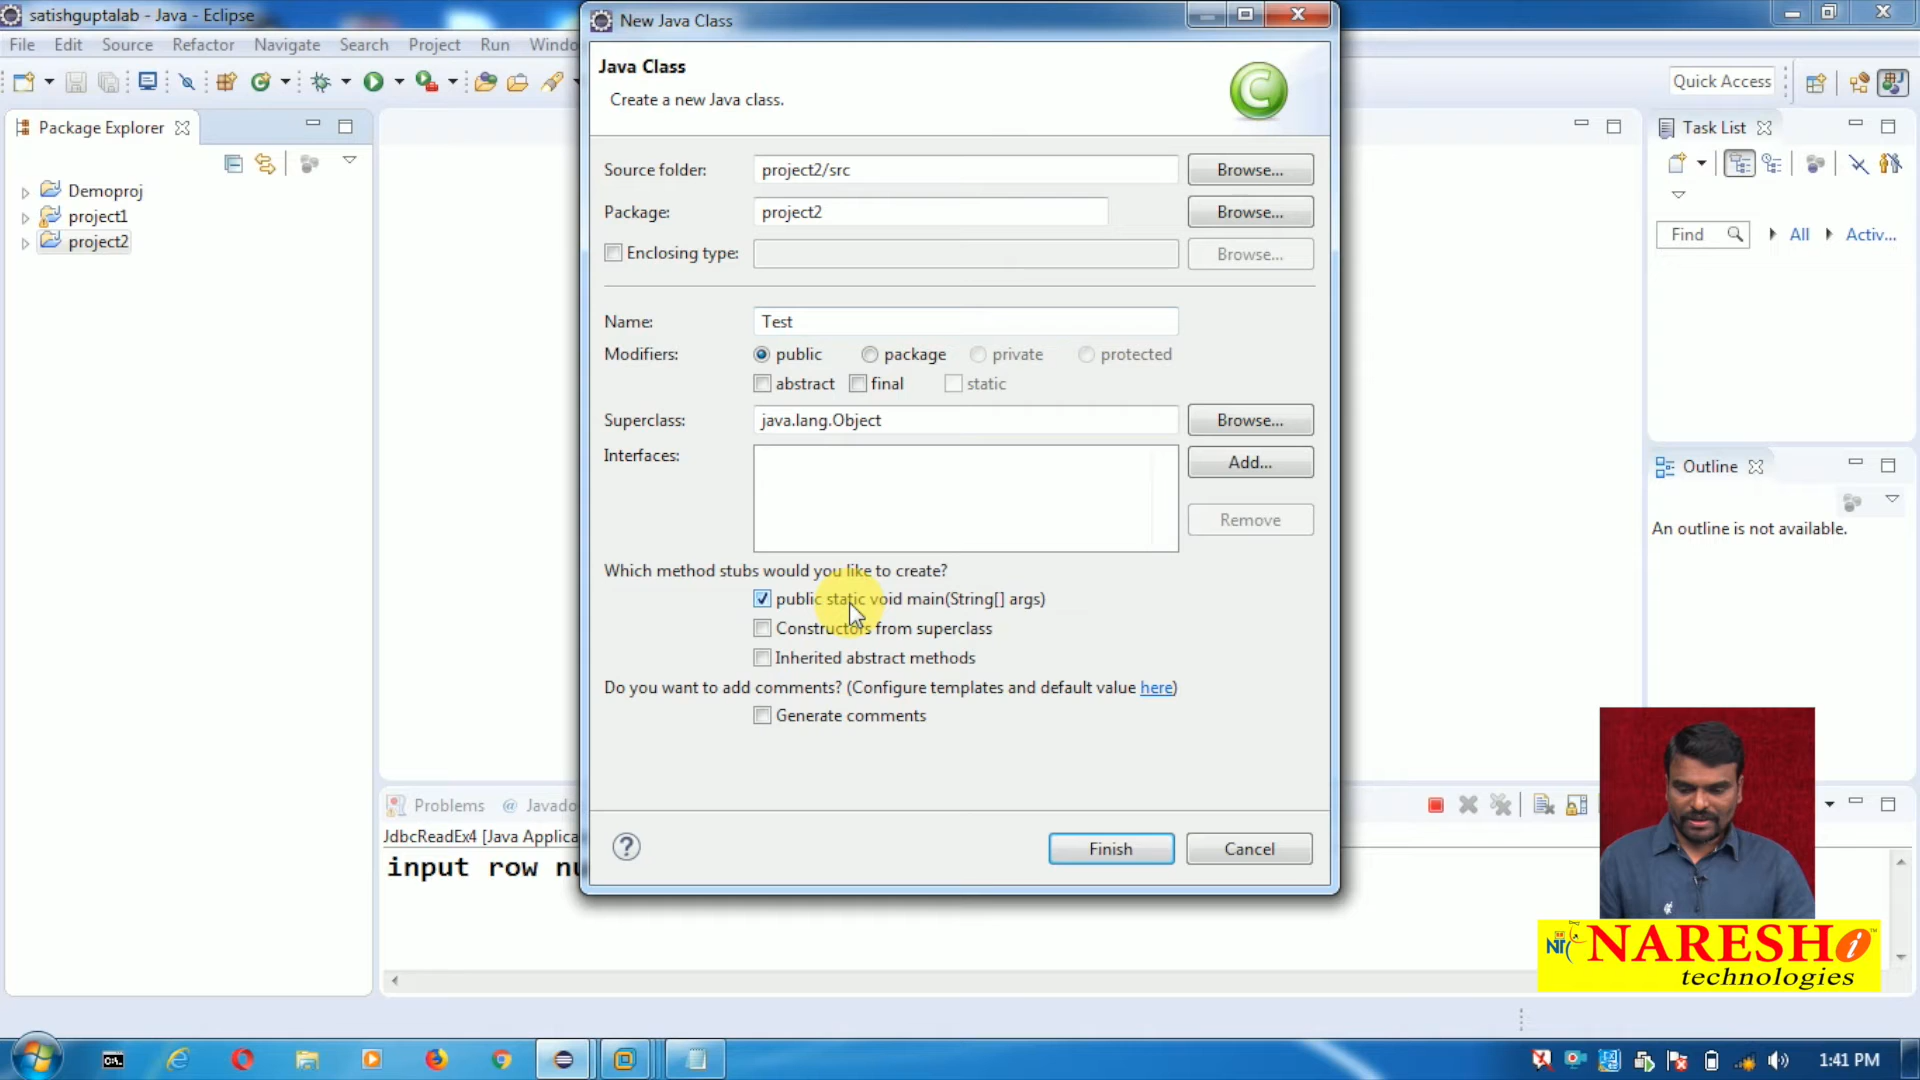 satishguptalab - Java - Eclipse
New Java Class
File Edit Source Refactor Navigate Search Project Run Windo
Java Class
Create a new Java class.
Quick Access
Package Explorer
Task List
Demoproj
project1
project2
Source folder: project2/src Browse...
Package: project2 Browse...
Enclosing type: Browse...
Find All Activ...
Name: Test
Modifiers: public package private protected
abstract final static
Superclass: java.lang.Object Browse...
Interfaces: Add...
Remove
Outline
An outline is not available.
Which method stubs would you like to create?
public static void main(String[] args)
Constructors from superclass
Inherited abstract methods
Do you want to add comments? (Configure templates and default value here)
Generate comments
Problems @ Javado
JdbcReadEx4 [Java Applica
input row nu
Finish Cancel
NARESH i
technologies
1:41 PM